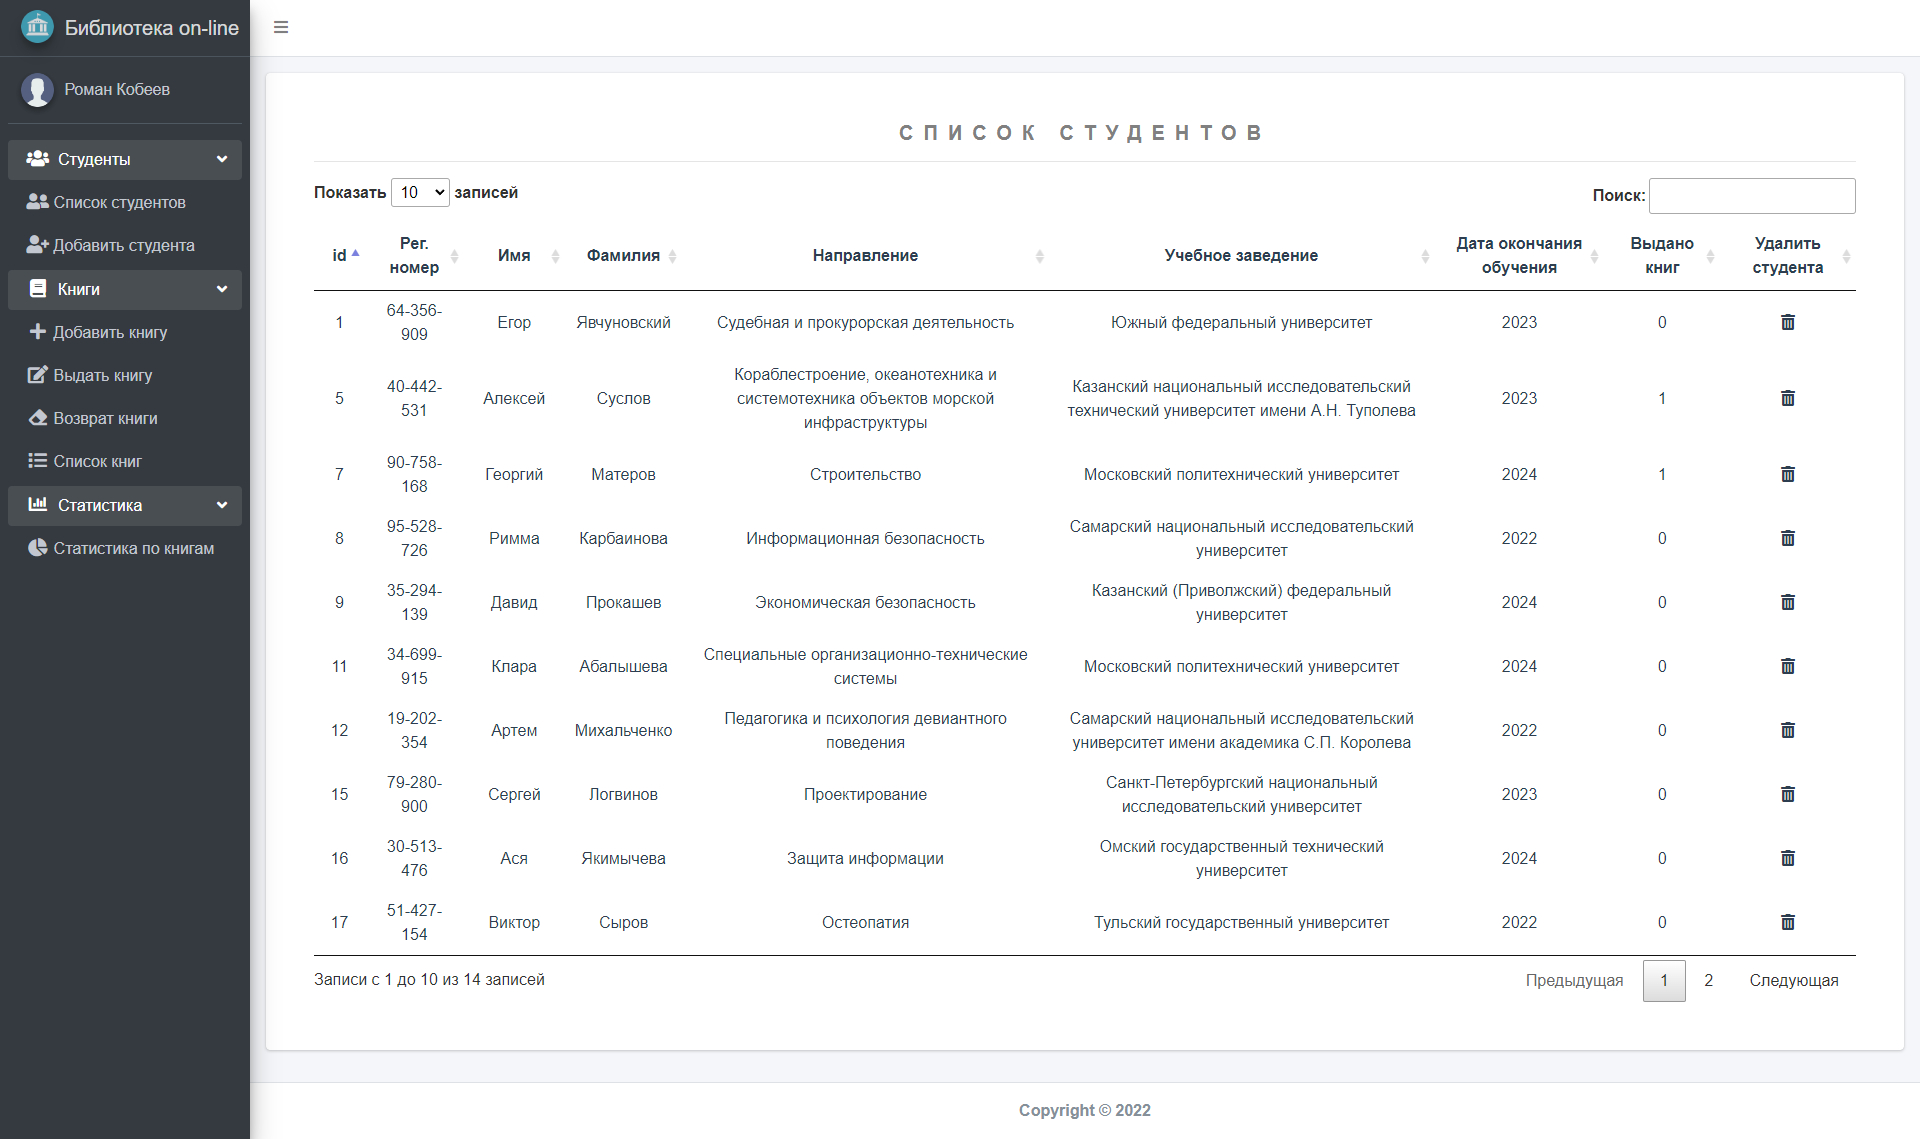 Библиотека on-line
Роман Кобеев
Студенты
Список студентов
Добавить студента
Книги
Добавить книгу
Выдать книгу
Возврат книги
Список книг
Статистика
Статистика по книгам
СПИСОК СТУДЕНТОВ
Показать 10 записей
Поиск:
id Рег. номер Имя Фамилия Направление Учебное заведение Дата окончания обучения Выдано книг Удалить студента
1 64-356-909 Егор Явчуновский Судебная и прокурорская деятельность Южный федеральный университет 2023 0
5 40-442-531 Алексей Суслов Кораблестроение, океанотехника и системотехника объектов морской инфраструктуры Казанский национальный исследовательский технический университет имени А.Н. Туполева 2023 1
7 90-758-168 Георгий Матеров Строительство Московский политехнический университет 2024 1
8 95-528-726 Римма Карбаинова Информационная безопасность Самарский национальный исследовательский университет 2022 0
9 35-294-139 Давид Прокашев Экономическая безопасность Казанский (Приволжский) федеральный университет 2024 0
11 34-699-915 Клара Абалышева Специальные организационно-технические системы Московский политехнический университет 2024 0
12 19-202-354 Артем Михальченко Педагогика и психология девиантного поведения Самарский национальный исследовательский университет имени академика С.П. Королева 2022 0
15 79-280-900 Сергей Логвинов Проектирование Санкт-Петербургский национальный исследовательский университет 2023 0
16 30-513-476 Ася Якимычева Защита информации Омский государственный технический университет 2024 0
17 51-427-154 Виктор Сыров Остеопатия Тульский государственный университет 2022 0
Записи с 1 до 10 из 14 записей
Предыдущая 1 2 Следующая
Copyright © 2022